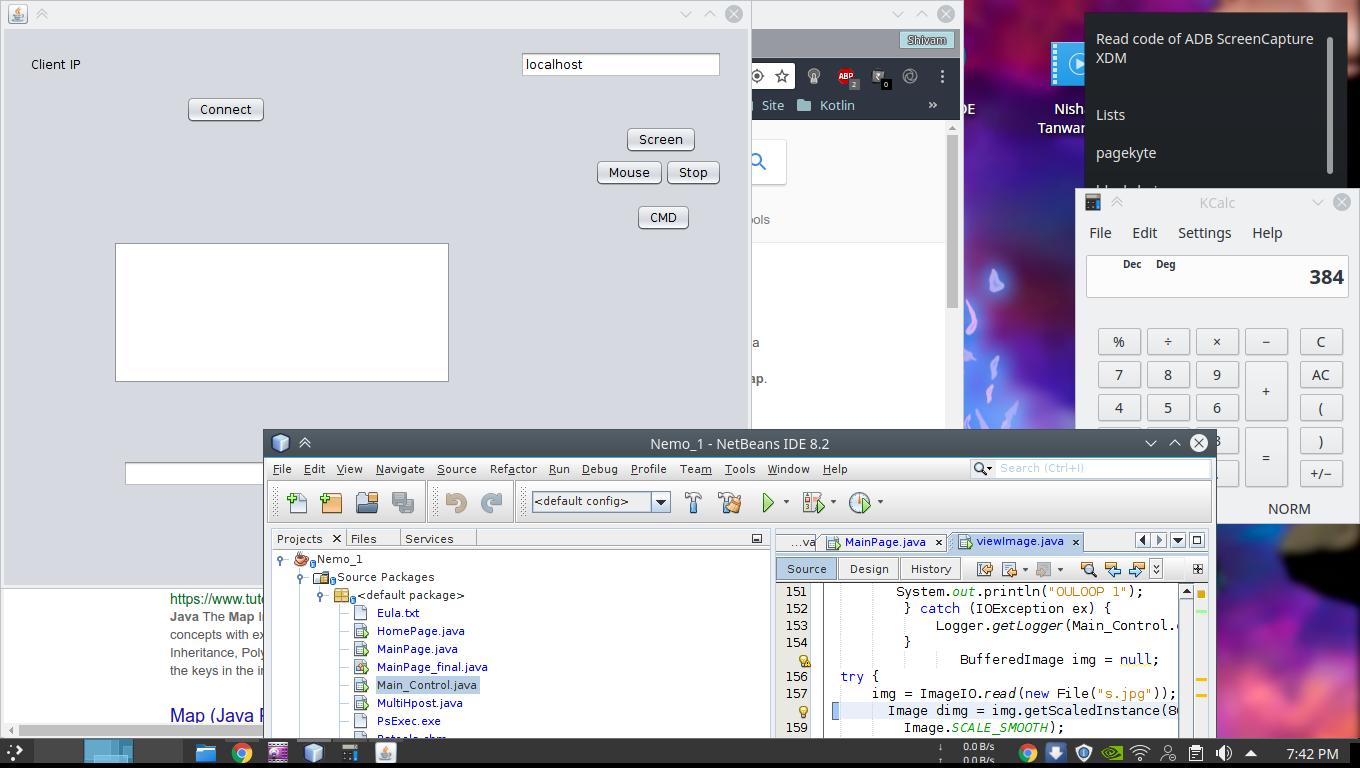 Client IP
localhost
Connect
Screen
Mouse Stop
CMD
Shivam
ABP
2
0
Site Kotlin »
ools
a
ap.
DE
Nish
Tanwar
Read code of ADB ScreenCapture
XDM
Lists
pagekyte
KCalc
File Edit Settings Help
Dec Deg
384
% ÷ × − C
7 8 9 + AC
4 5 6 (
)
= +/−
NORM
https://www.tuto
Java The Map I
concepts with ex
Inheritance, Poly
the keys in the i
Map (Java P
Nemo_1 - NetBeans IDE 8.2
File Edit View Navigate Source Refactor Run Debug Profile Team Tools Window Help
Search (Ctrl+I)
<default config>
Projects Files Services
Nemo_1
Source Packages
<default package>
Eula.txt
HomePage.java
MainPage.java
MainPage_final.java
Main_Control.java
MultiHpost.java
PsExec.exe
...va MainPage.java viewImage.java
Source Design History
151 System.out.println("OULOOP 1");
152 } catch (IOException ex) {
153 Logger.getLogger(Main_Control.
154 }
BufferedImage img = null;
156 try {
157 img = ImageIO.read(new File("s.jpg"));
Image dimg = img.getScaledInstance(80
159 Image.SCALE_SMOOTH);
↓ 0.0 B/s
↑ 0.0 B/s
7:42 PM